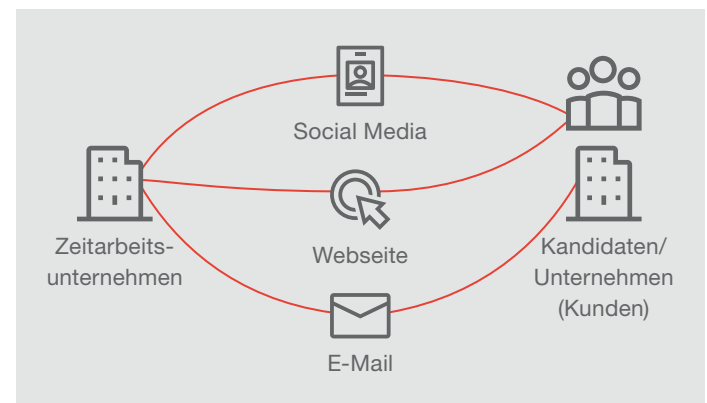 Social Media
Zeitarbeits-
unternehmen
Webseite
Kandidaten/
Unternehmen
(Kunden)
E-Mail